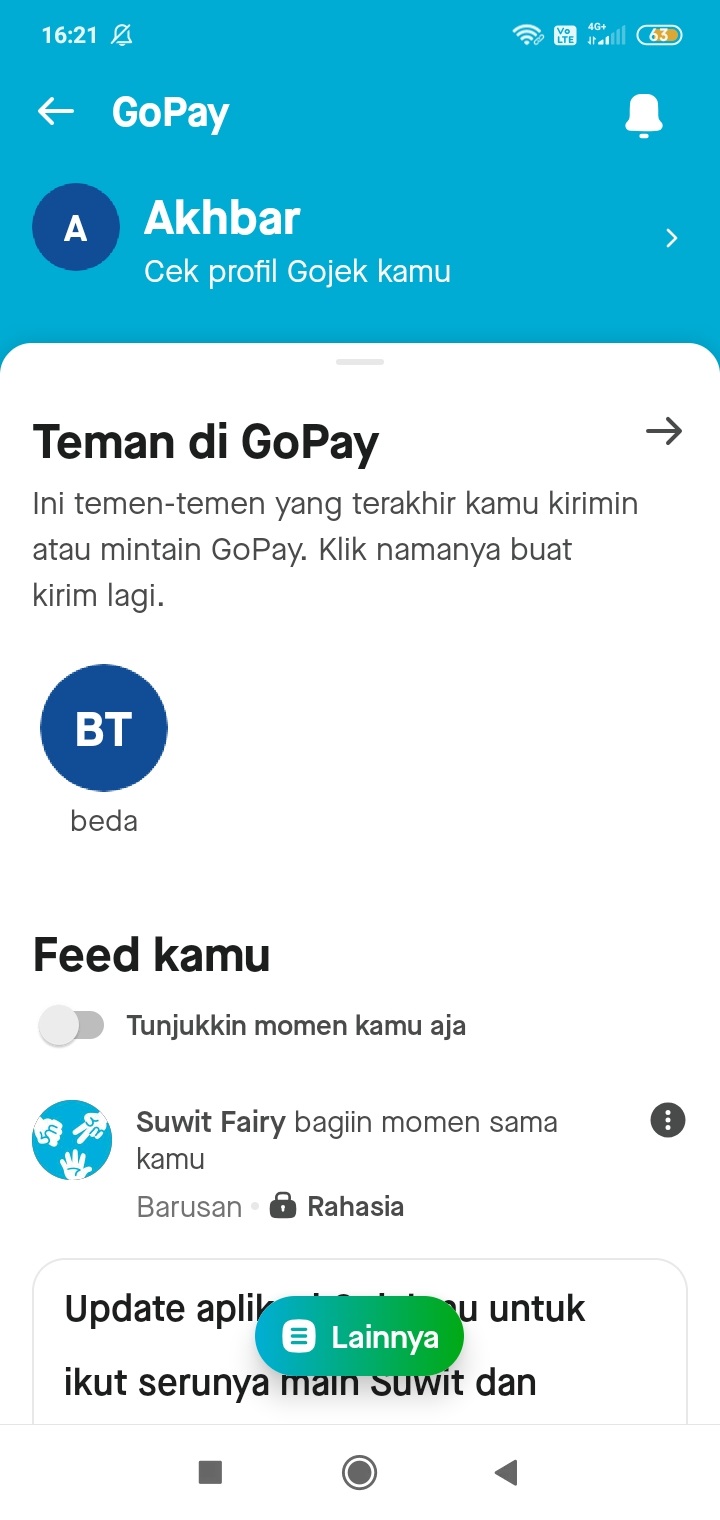 16:21
Vo LTE 4G+ 63
GoPay
A
Akhbar
Cek profil Gojek kamu
Teman di GoPay
Ini temen-temen yang terakhir kamu kirimin
atau mintain GoPay. Klik namanya buat
kirim lagi.
BT
beda
Feed kamu
Tunjukkin momen kamu aja
Suwit Fairy bagiin momen sama
kamu
Barusan • Rahasia
Update untuk
Lainnya
ikut serunya main Suwit dan